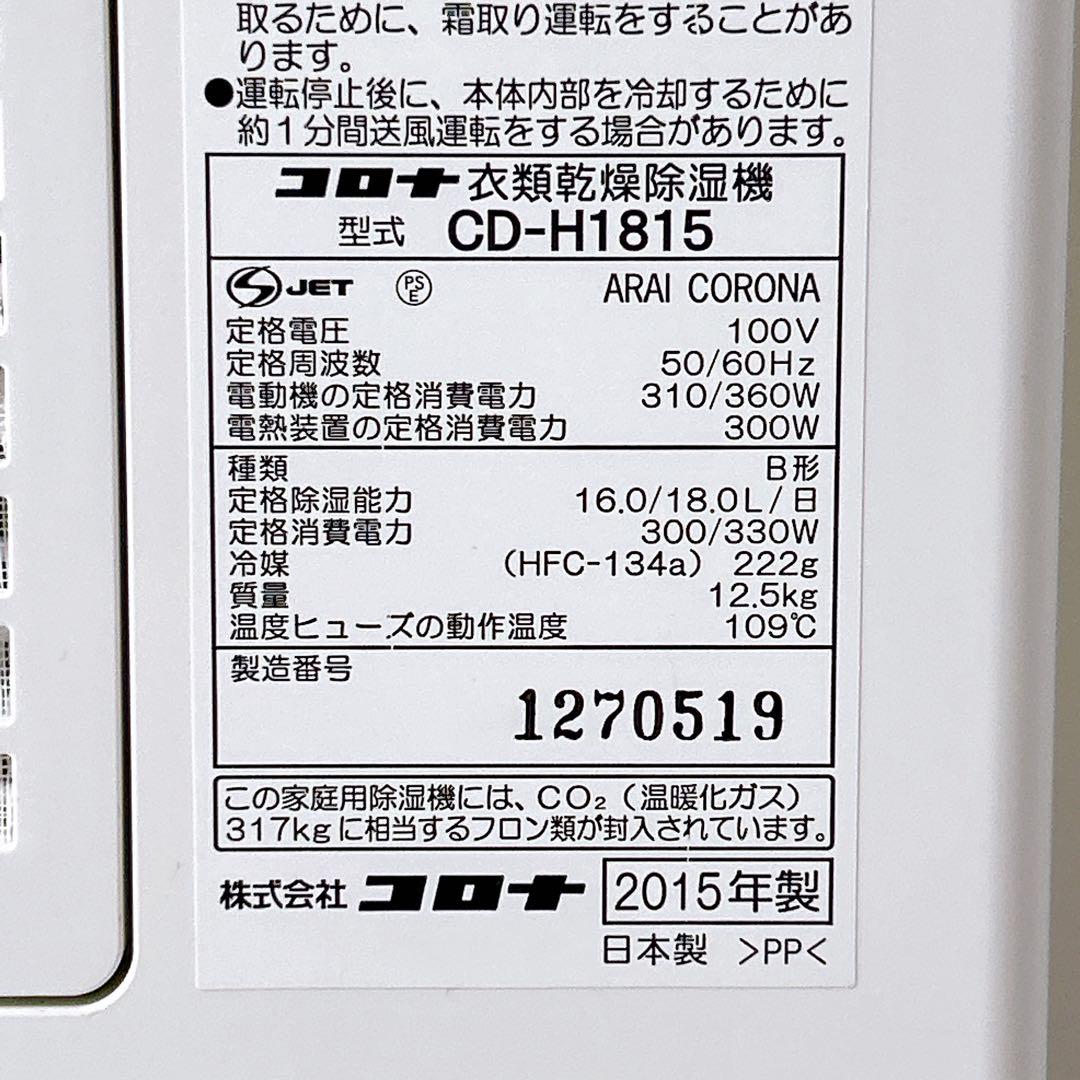 取るために、霜取り運転をすることがあ
ります。
●運転停止後に、本体内部を冷却するために
約1分間送風運転をする場合があります。
コロナ 衣類乾燥除湿機
型式 CD-H1815
S JET PS E ARAI CORONA
定格電圧 100V
定格周波数 50/60Hz
電動機の定格消費電力 310/360W
電熱装置の定格消費電力 300W
種類 B形
定格除湿能力 16.0/18.0L/日
定格消費電力 300/330W
冷媒 (HFC-134a) 222g
質量 12.5kg
温度ヒューズの動作温度 109℃
製造番号
1270519
この家庭用除湿機には、CO₂(温暖化ガス)
317kgに相当するフロン類が封入されています。
株式会社 コロナ 2015年製
日本製 >PP<